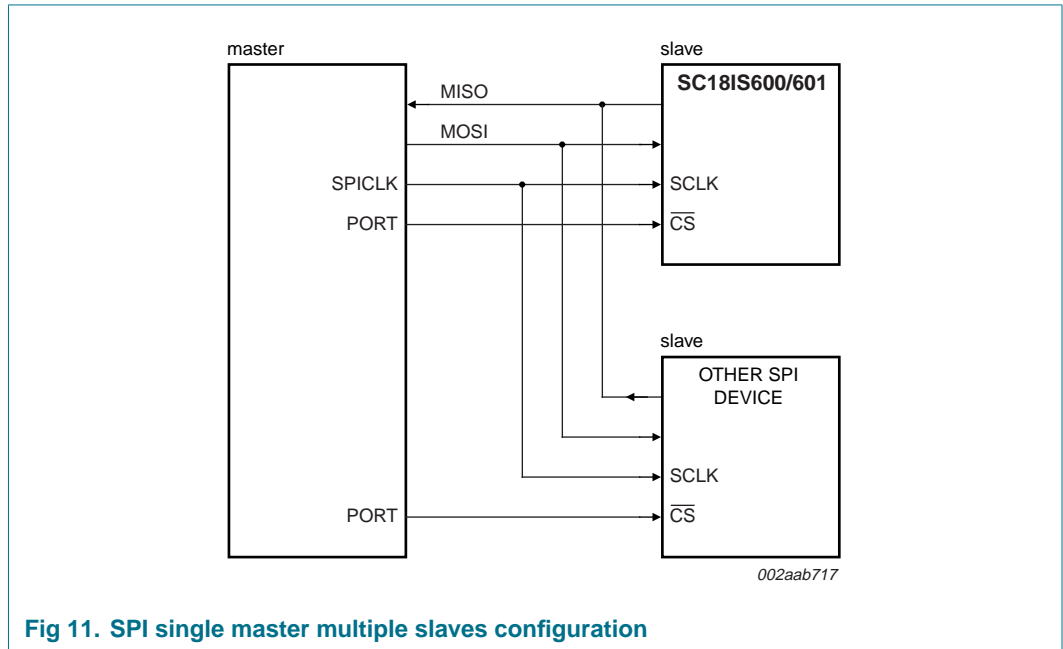 master
slave
SC18IS600/601
MISO
MOSI
SPICLK
SCLK
PORT
CS
slave
OTHER SPI
DEVICE
SCLK
PORT
CS
002aab717
Fig 11. SPI single master multiple slaves configuration